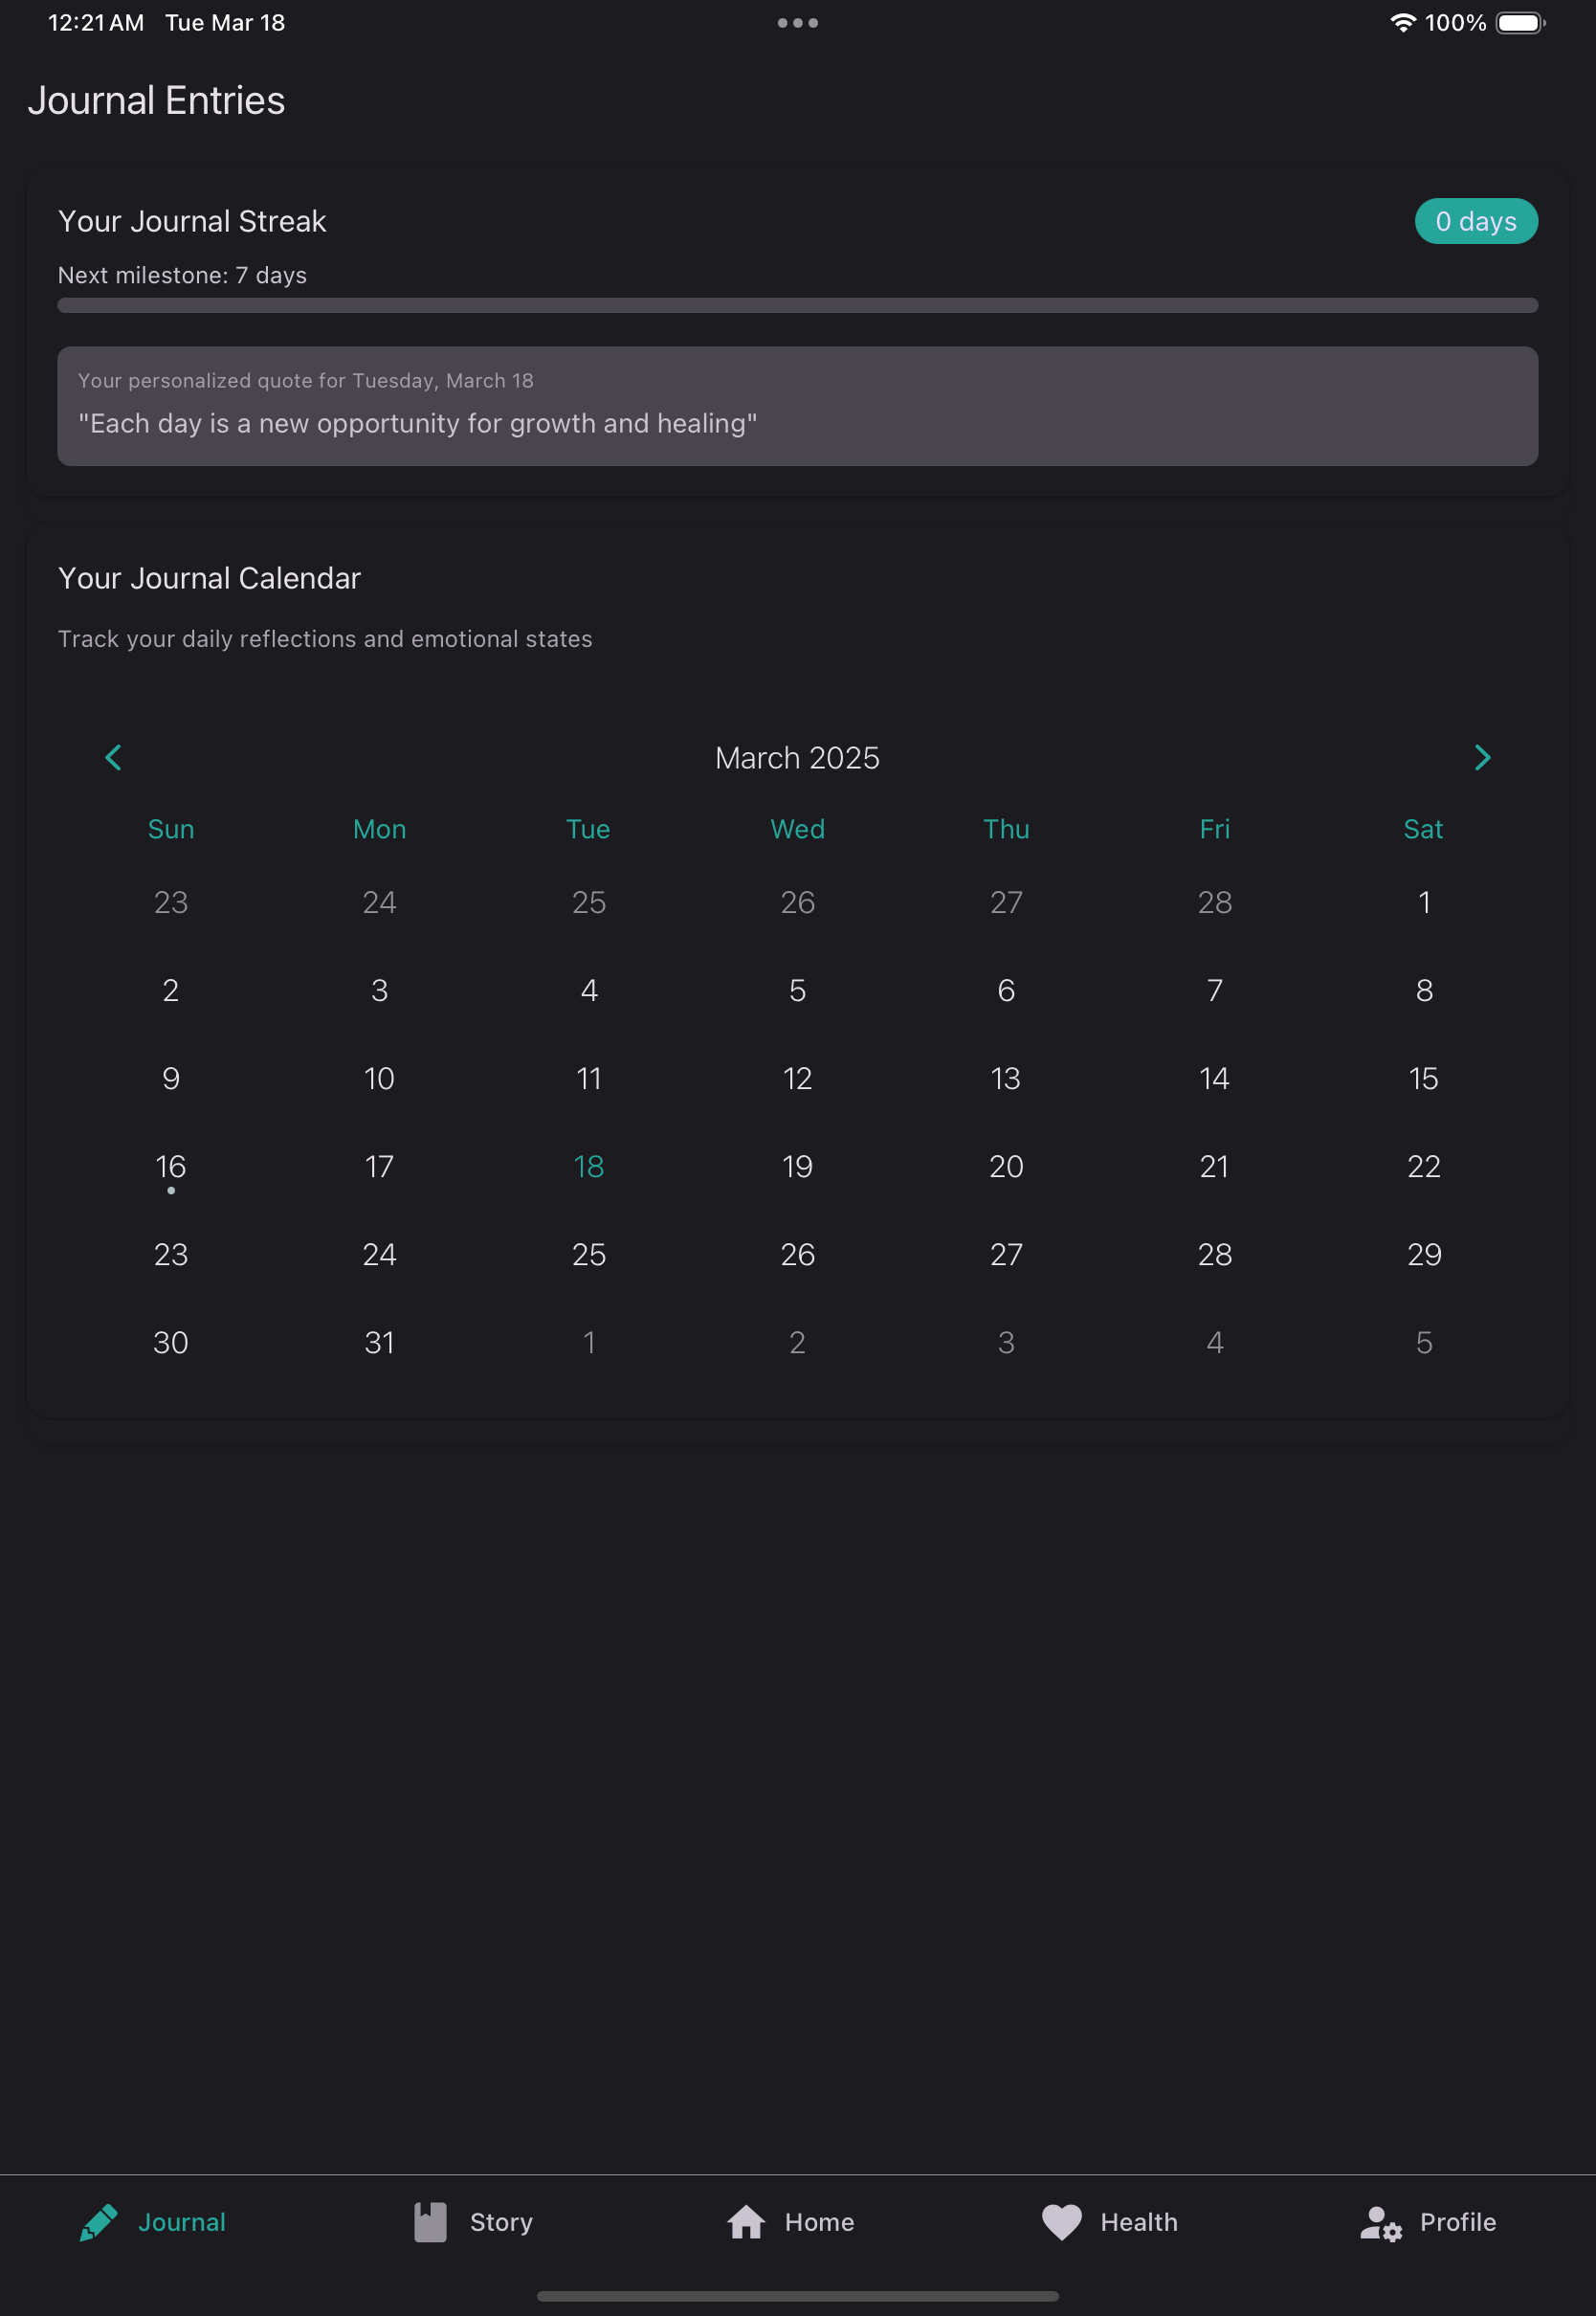 12:21 AM Tue Mar 18 100%
Journal Entries
Your Journal Streak 0 days
Next milestone: 7 days
Your personalized quote for Tuesday, March 18
"Each day is a new opportunity for growth and healing"
Your Journal Calendar
Track your daily reflections and emotional states
March 2025
Sun Mon Tue Wed Thu Fri Sat
23 24 25 26 27 28 1
2 3 4 5 6 7 8
9 10 11 12 13 14 15
16 17 18 19 20 21 22
23 24 25 26 27 28 29
30 31 1 2 3 4 5
Journal Story Home Health Profile